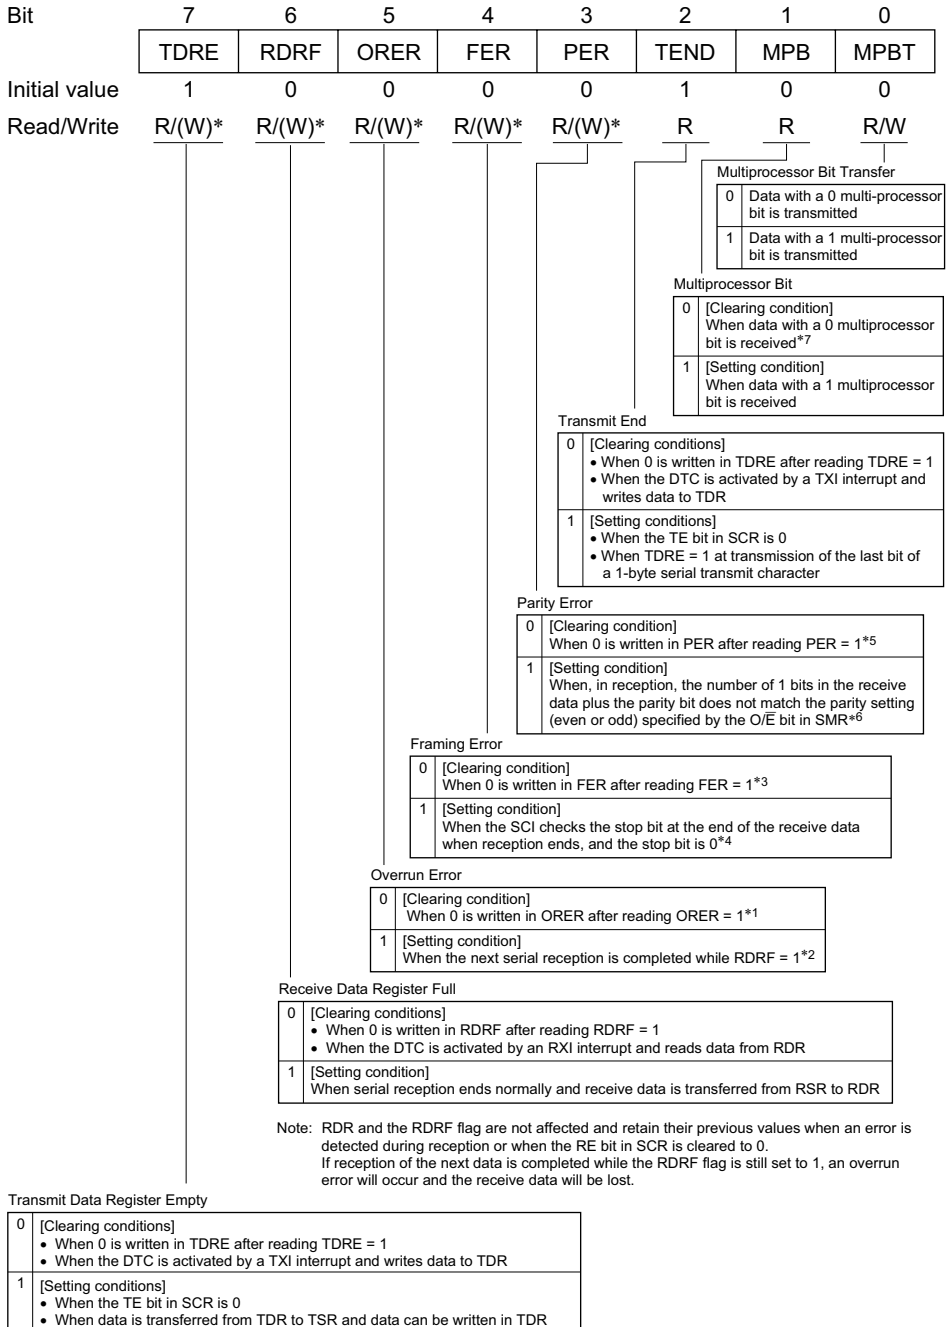 Bit 7 6 5 4 3 2 1 0
TDRE RDRF ORER FER PER TEND MPB MPBT
Initial value 1 0 0 0 0 1 0 0
Read/Write R/(W)* R/(W)* R/(W)* R/(W)* R/(W)* R R R/W
Multiprocessor Bit Transfer
0 Data with a 0 multi-processor
bit is transmitted
1 Data with a 1 multi-processor
bit is transmitted
Multiprocessor Bit
0 [Clearing condition]
When data with a 0 multiprocessor
bit is received*7
1 [Setting condition]
When data with a 1 multiprocessor
bit is received
Transmit End
0 [Clearing conditions]
• When 0 is written in TDRE after reading TDRE = 1
• When the DTC is activated by a TXI interrupt and
writes data to TDR
1 [Setting conditions]
• When the TE bit in SCR is 0
• When TDRE = 1 at transmission of the last bit of
a 1-byte serial transmit character
Parity Error
0 [Clearing condition]
When 0 is written in PER after reading PER = 1*5
1 [Setting condition]
When, in reception, the number of 1 bits in the receive
data plus the parity bit does not match the parity setting
(even or odd) specified by the O/E̅ bit in SMR*6
Framing Error
0 [Clearing condition]
When 0 is written in FER after reading FER = 1*3
1 [Setting condition]
When the SCI checks the stop bit at the end of the receive data
when reception ends, and the stop bit is 0*4
Overrun Error
0 [Clearing condition]
When 0 is written in ORER after reading ORER = 1*1
1 [Setting condition]
When the next serial reception is completed while RDRF = 1*2
Receive Data Register Full
0 [Clearing conditions]
• When 0 is written in RDRF after reading RDRF = 1
• When the DTC is activated by an RXI interrupt and reads data from RDR
1 [Setting condition]
When serial reception ends normally and receive data is transferred from RSR to RDR
Note: RDR and the RDRF flag are not affected and retain their previous values when an error is
detected during reception or when the RE bit in SCR is cleared to 0.
If reception of the next data is completed while the RDRF flag is still set to 1, an overrun
error will occur and the receive data will be lost.
Transmit Data Register Empty
0 [Clearing conditions]
• When 0 is written in TDRE after reading TDRE = 1
• When the DTC is activated by a TXI interrupt and writes data to TDR
1 [Setting conditions]
• When the TE bit in SCR is 0
• When data is transferred from TDR to TSR and data can be written in TDR